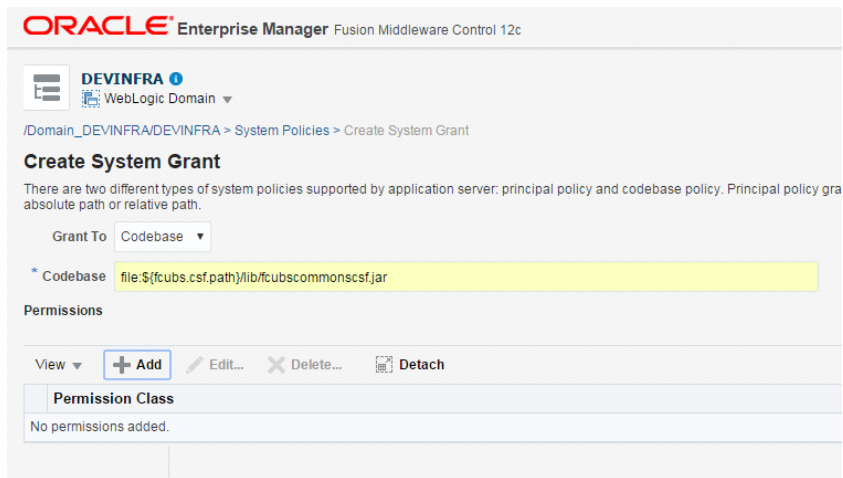 ORACLE Enterprise Manager Fusion Middleware Control 12c
DEVINFRA
WebLogic Domain
/Domain_DEVINFRA/DEVINFRA > System Policies > Create System Grant
Create System Grant
There are two different types of system policies supported by application server: principal policy and codebase policy. Principal policy gra
absolute path or relative path.
Grant To Codebase
* Codebase file:${fcubs.csf.path}/lib/fcubscommonscsf.jar
Permissions
View Add Edit... Delete... Detach
Permission Class
No permissions added.